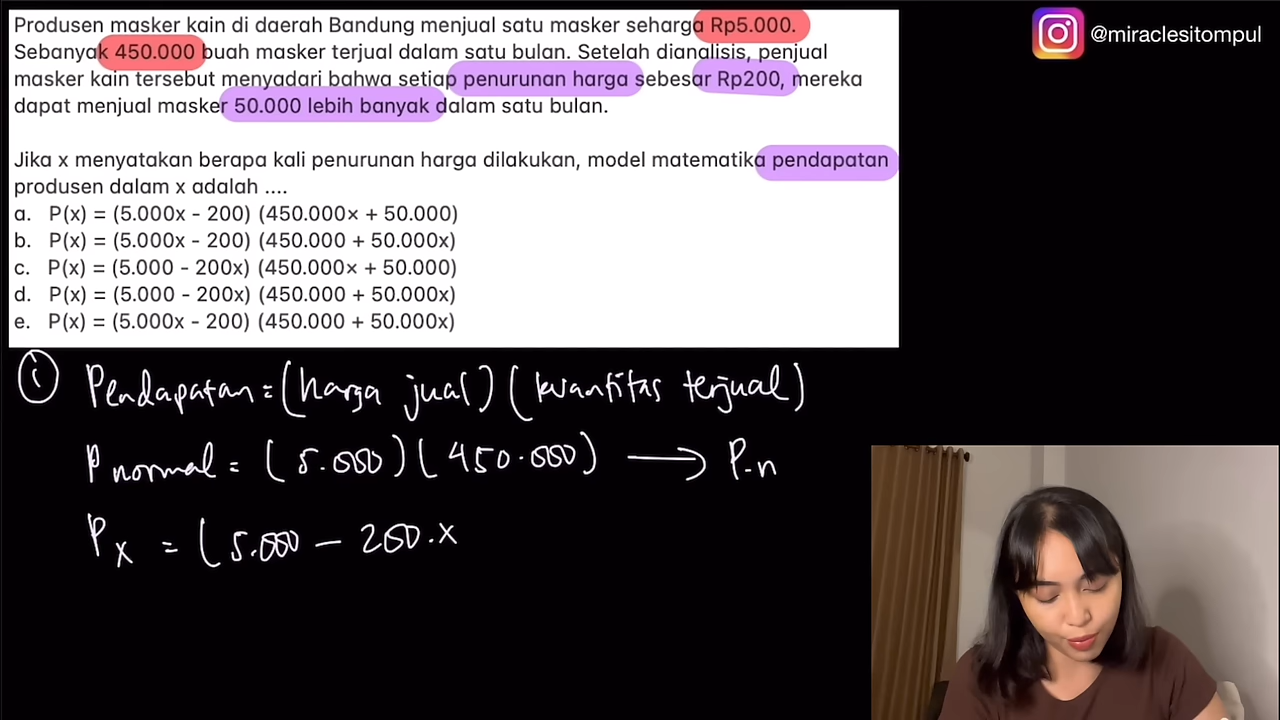 Produsen masker kain di daerah Bandung menjual satu masker seharga Rp5.000.
Sebanyak 450.000 buah masker terjual dalam satu bulan. Setelah dianalisis, penjual
masker kain tersebut menyadari bahwa setiap penurunan harga sebesar Rp200, mereka
dapat menjual masker 50.000 lebih banyak dalam satu bulan.
Jika x menyatakan berapa kali penurunan harga dilakukan, model matematika pendapatan
produsen dalam x adalah ....
a. P(x) = (5.000x - 200) (450.000× + 50.000)
b. P(x) = (5.000x - 200) (450.000 + 50.000x)
c. P(x) = (5.000 - 200x) (450.000× + 50.000)
d. P(x) = (5.000 - 200x) (450.000 + 50.000x)
e. P(x) = (5.000x - 200) (450.000 + 50.000x)
@miraclesitompul
i Pendapatan = (harga jual) (kuantitas terjual)
P normal = (5.000) (450.000) → P-n
Px = (5.000 - 200.x